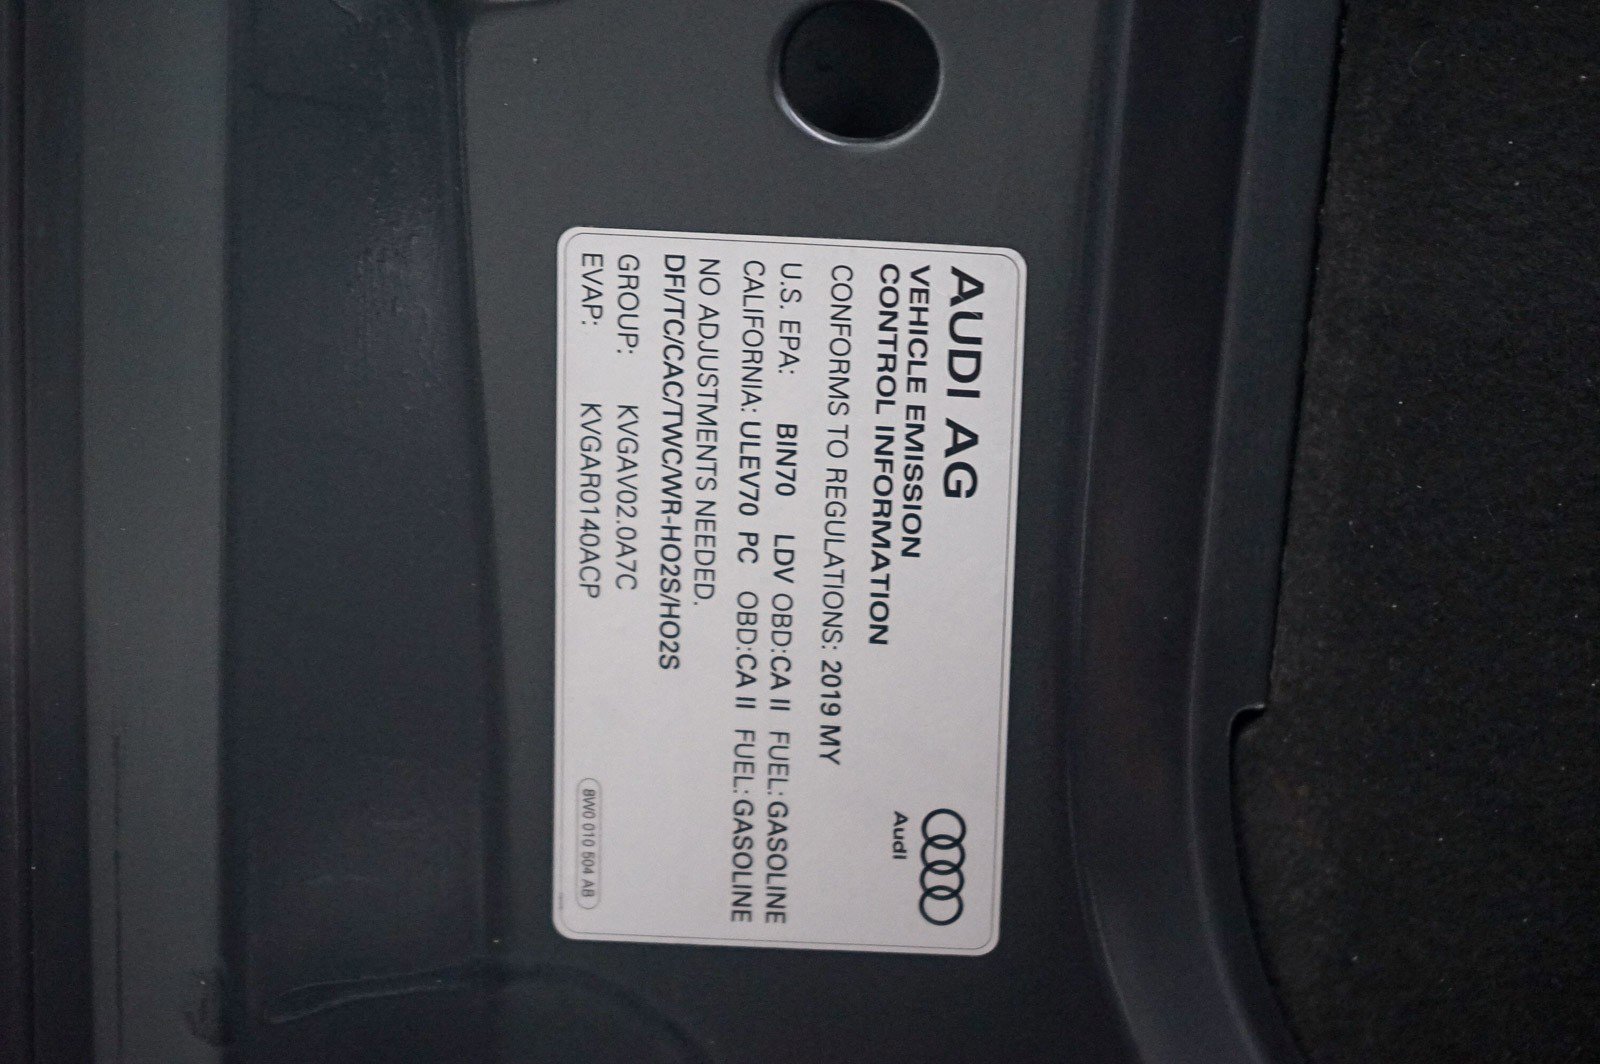 AUDI AG
VEHICLE EMISSION
CONTROL INFORMATION
Audi
CONFORMS TO REGULATIONS: 2019 MY
U.S. EPA: BIN70 LDV OBD:CA II FUEL: GASOLINE
CALIFORNIA: ULEV70 PC OBD:CA II FUEL: GASOLINE
NO ADJUSTMENTS NEEDED.
DFI/TC/CAC/TWC/WR-HO2S/HO2S
GROUP: KVGAV02.0A7C
EVAP: KVGAR0140ACP
8W0 010 504 AB